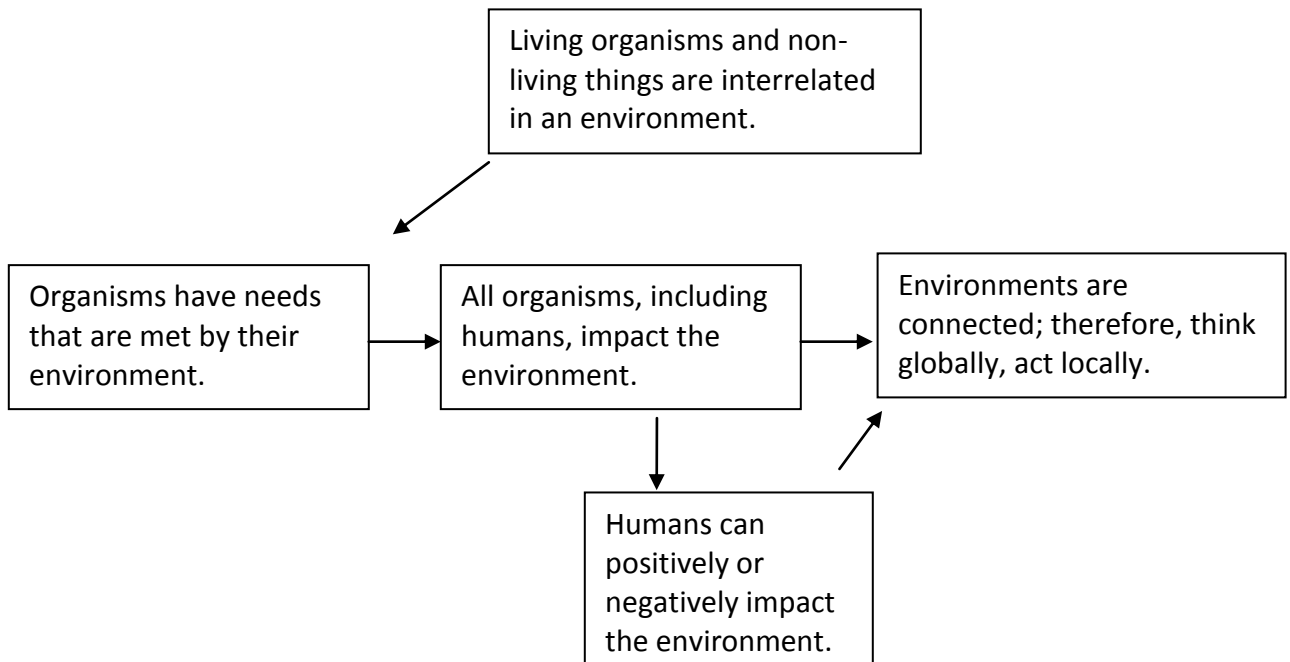 Living organisms and non-
living things are interrelated
in an environment.
Organisms have needs
that are met by their
environment.
All organisms, including
humans, impact the
environment.
Environments are
connected; therefore, think
globally, act locally.
Humans can
positively or
negatively impact
the environment.